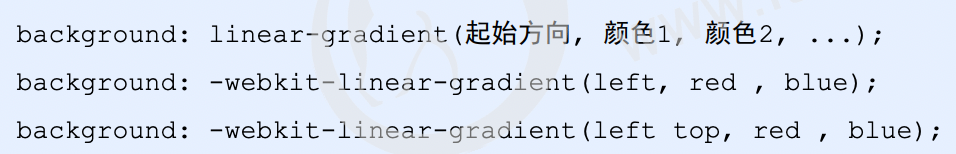 background: linear-gradient(起始方向, 颜色1, 颜色2, ...);
background: -webkit-linear-gradient(left, red , blue);
background: -webkit-linear-gradient(left top, red , blue);